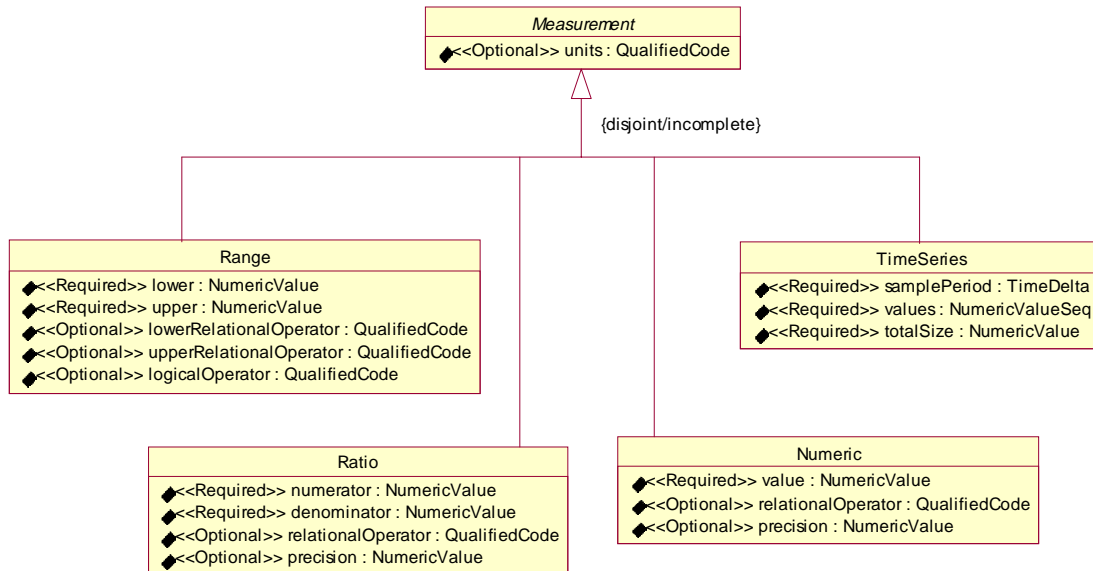 Measurement
<<Optional>> units : QualifiedCode
{disjoint/incomplete}
Range
<<Required>> lower : NumericValue
<<Required>> upper : NumericValue
<<Optional>> lowerRelationalOperator : QualifiedCode
<<Optional>> upperRelationalOperator : QualifiedCode
<<Optional>> logicalOperator : QualifiedCode
TimeSeries
<<Required>> samplePeriod : TimeDelta
<<Required>> values : NumericValueSeq
<<Required>> totalSize : NumericValue
Ratio
<<Required>> numerator : NumericValue
<<Required>> denominator : NumericValue
<<Optional>> relationalOperator : QualifiedCode
<<Optional>> precision : NumericValue
Numeric
<<Required>> value : NumericValue
<<Optional>> relationalOperator : QualifiedCode
<<Optional>> precision : NumericValue